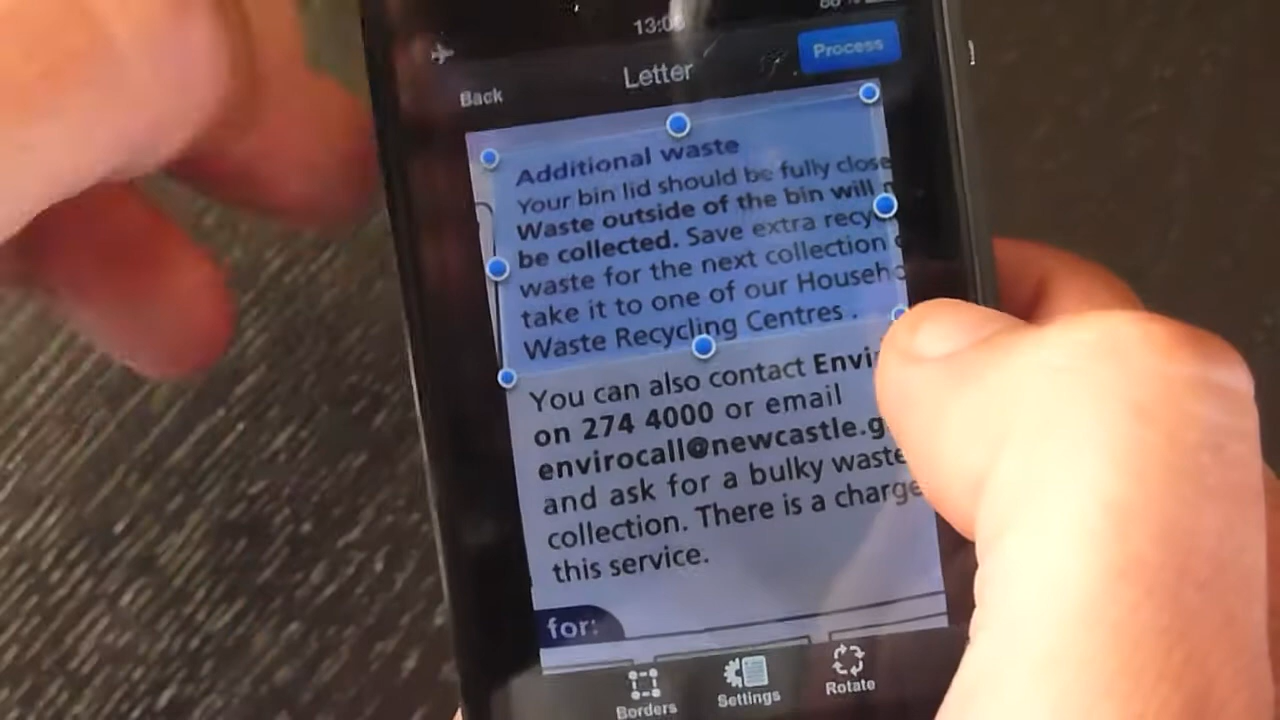 13:06
Back
Letter
Process
Additional waste
Your bin lid should be fully close
Waste outside of the bin will
be collected. Save extra recy
waste for the next collection
take it to one of our Househo
Waste Recycling Centres .
You can also contact Envi
on 274 4000 or email
envirocall@newcastle.g
and ask for a bulky waste
collection. There is a charge
this service.
for:
Borders
Settings
Rotate